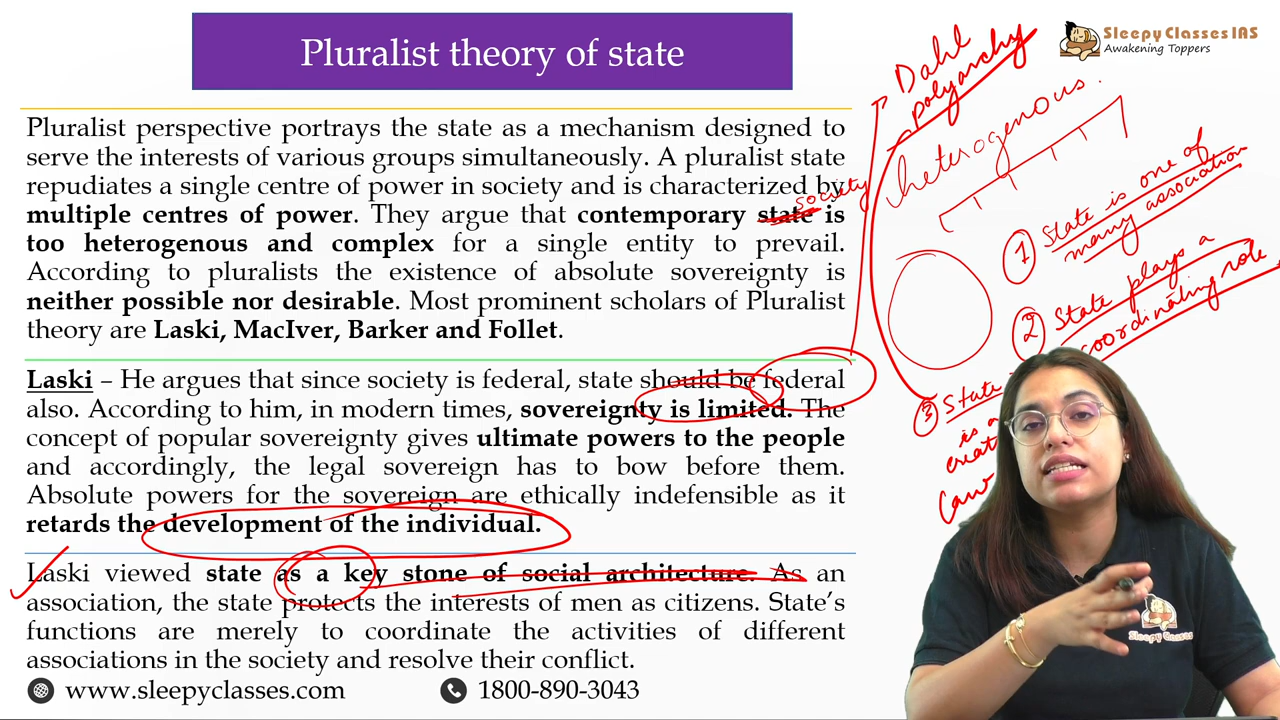 Pluralist theory of state
Sleepy Classes IAS
Awakening Toppers
Pluralist perspective portrays the state as a mechanism designed to
serve the interests of various groups simultaneously. A pluralist state
repudiates a single centre of power in society and is characterized by
multiple centres of power. They argue that contemporary state is
society
too heterogenous and complex for a single entity to prevail.
According to pluralists the existence of absolute sovereignty is
neither possible nor desirable. Most prominent scholars of Pluralist
theory are Laski, MacIver, Barker and Follet.
Laski – He argues that since society is federal, state should be federal
also. According to him, in modern times, sovereignty is limited. The
concept of popular sovereignty gives ultimate powers to the people
and accordingly, the legal sovereign has to bow before them.
Absolute powers for the sovereign are ethically indefensible as it
retards the development of the individual.
Laski viewed state as a key stone of social architecture. As an
association, the state protects the interests of men as citizens. State's
functions are merely to coordinate the activities of different
associations in the society and resolve their conflict.
www.sleepyclasses.com
1800-890-3043
Dahl
polyarchy
heterogenous.
1 State is one of
many association
2 State plays a
coordinating role
3 State
is a
Sleepy Classes